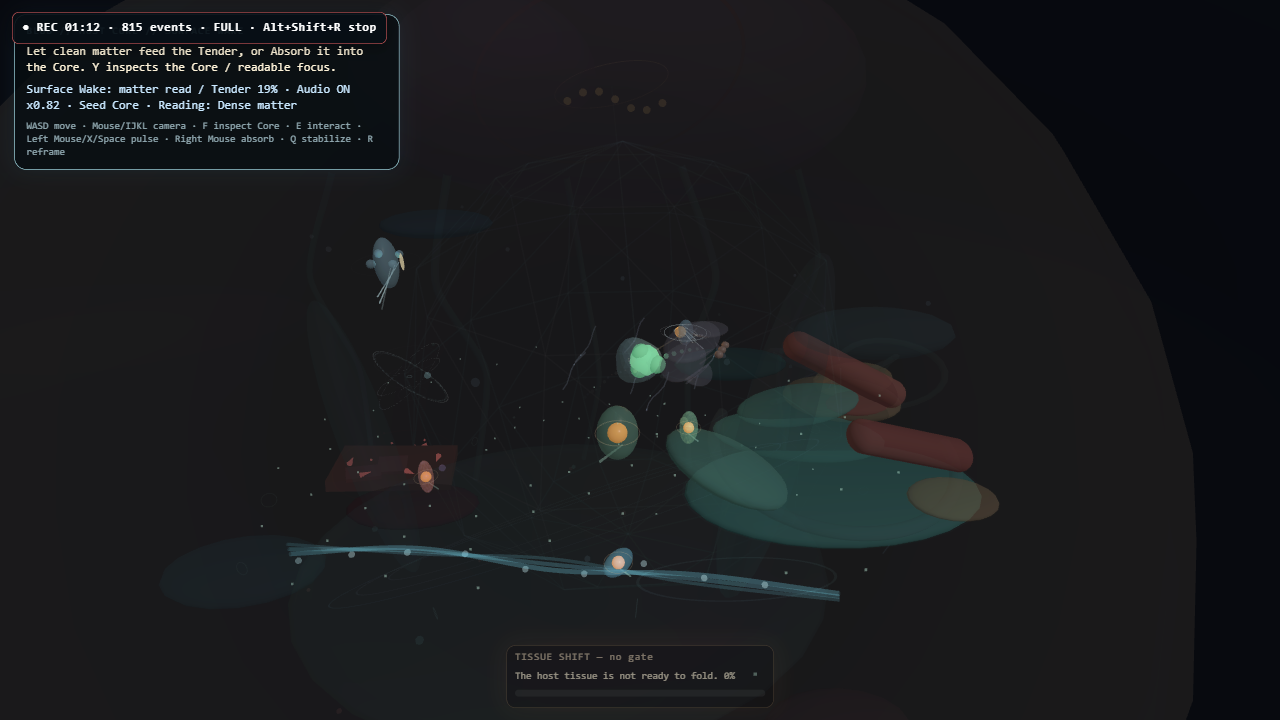 ● REC 01:12 · 815 events · FULL · Alt+Shift+R stop
Let clean matter feed the Tender, or Absorb it into
the Core. Y inspects the Core / readable focus.
Surface Wake: matter read / Tender 19% · Audio ON
x0.82 · Seed Core · Reading: Dense matter
WASD move · Mouse/IJKL camera · F inspect Core · E interact ·
Left Mouse/X/Space pulse · Right Mouse absorb · Q stabilize · R
reframe
TISSUE SHIFT — no gate
The host tissue is not ready to fold. 0%